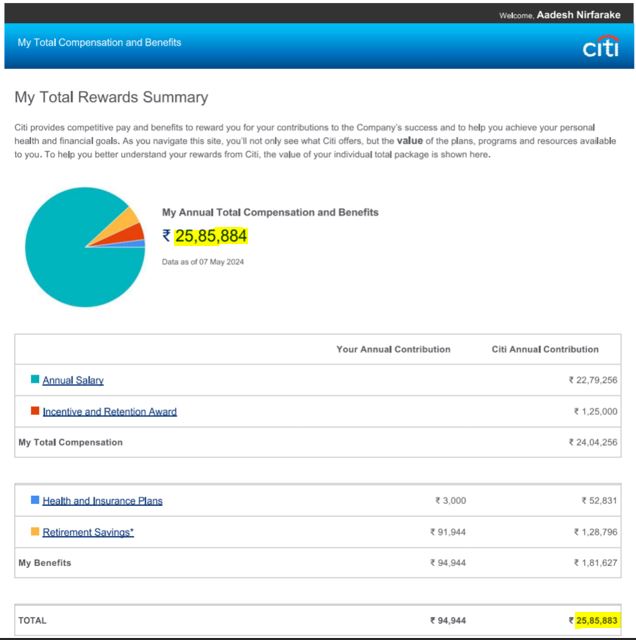 Welcome, Aadesh Nirfarake
My Total Compensation and Benefits
citi
My Total Rewards Summary
Citi provides competitive pay and benefits to reward you for your contributions to the Company's success and to help you achieve your personal
health and financial goals. As you navigate this site, you'll not only see what Citi offers, but the value of the plans, programs and resources available
to you. To help you better understand your rewards from Citi, the value of your individual total package is shown here.
My Annual Total Compensation and Benefits
₹ 25,85,884
Data as of 07 May 2024
Your Annual Contribution Citi Annual Contribution
Annual Salary ₹ 22,79,256
Incentive and Retention Award ₹ 1,25,000
My Total Compensation ₹ 24,04,256
Health and Insurance Plans ₹ 3,000 ₹ 52,831
Retirement Savings* ₹ 91,944 ₹ 1,28,796
My Benefits ₹ 94,944 ₹ 1,81,627
TOTAL ₹ 94,944 ₹ 25,85,883